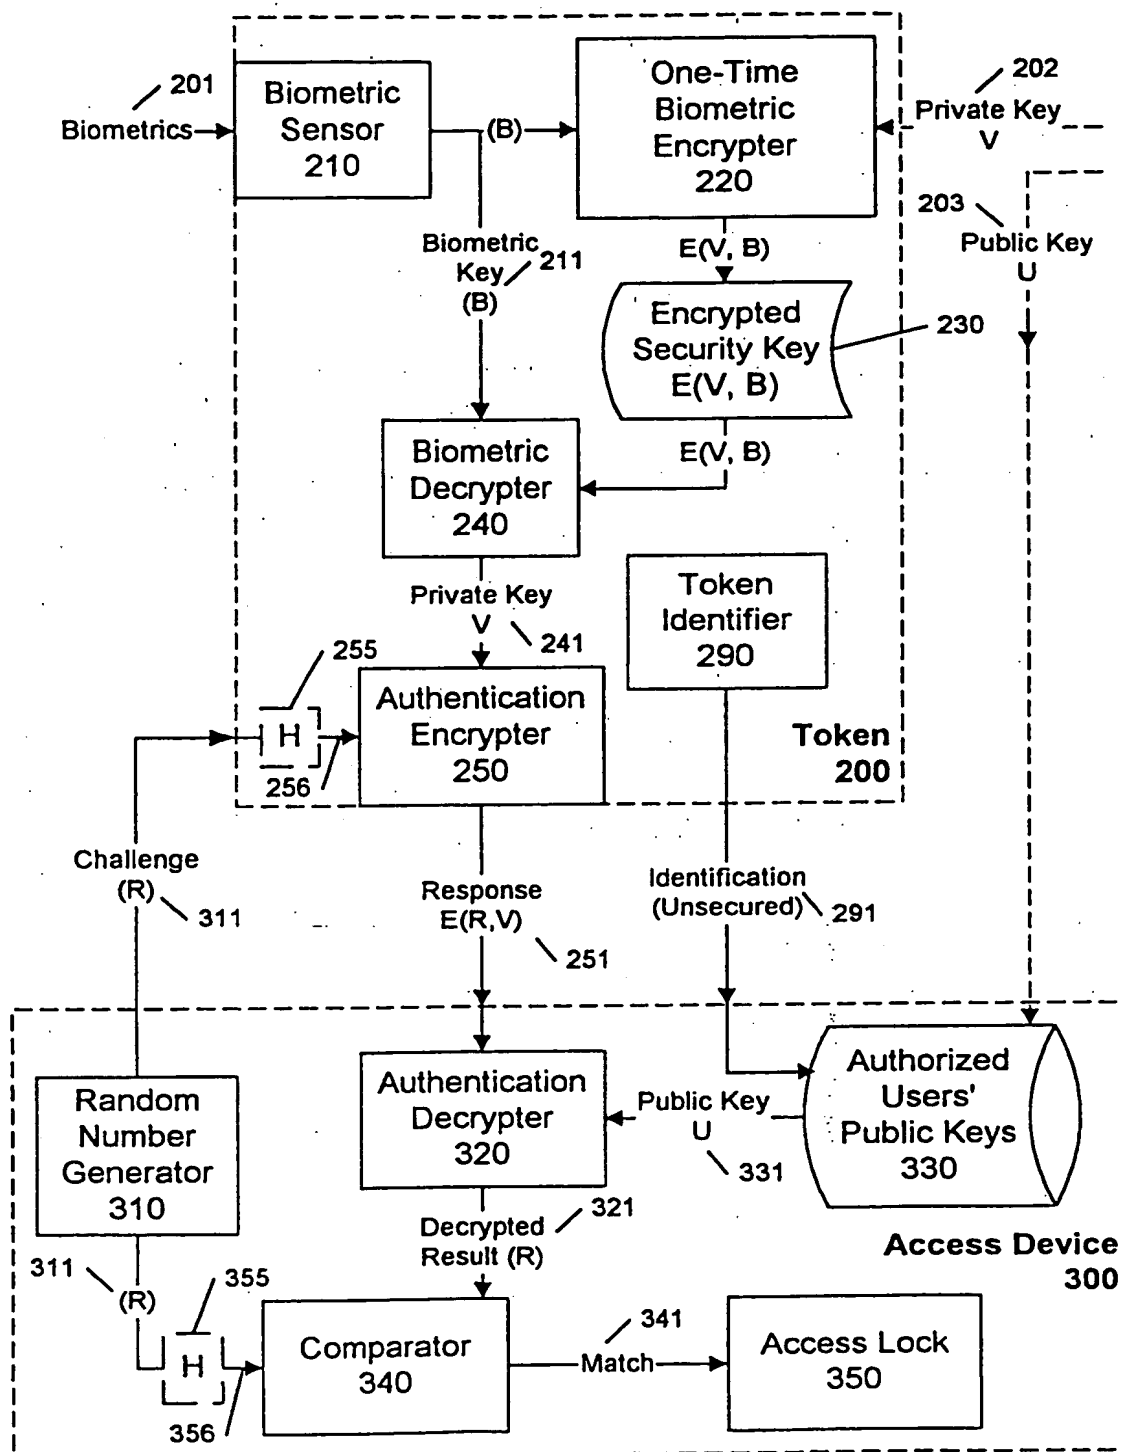 201
Biometrics
Biometric
Sensor
210
(B)
One-Time
Biometric
Encrypter
220
202
Private Key
V
203
Public Key
U
Biometric
Key
(B)
211
E(V, B)
Encrypted
Security Key
E(V, B)
230
E(V, B)
Biometric
Decrypter
240
Private Key
V
241
Token
Identifier
290
255
H
256
Authentication
Encrypter
250
Token
200
Challenge
(R)
311
Response
E(R,V)
251
Identification
(Unsecured)
291
Random
Number
Generator
310
Authentication
Decrypter
320
Public Key
U
331
Authorized
Users'
Public Keys
330
Decrypted
Result (R)
321
Access Device
300
311
(R)
355
H
356
Comparator
340
341
Match
Access Lock
350